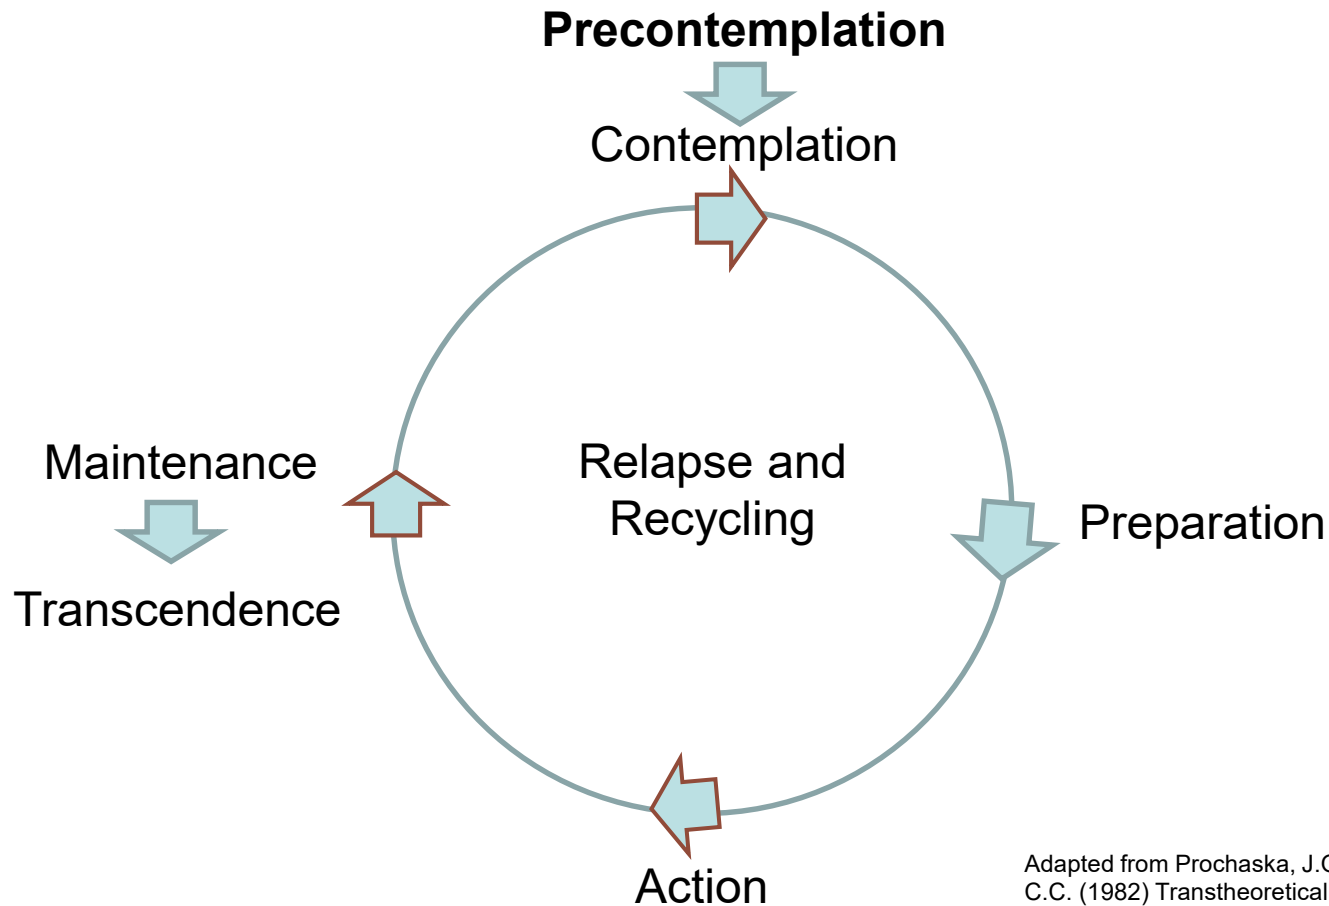 Precontemplation
Contemplation
Maintenance
Relapse and
Recycling
Preparation
Transcendence
Action
Adapted from Prochaska, J.O
C.C. (1982) Transtheoretical